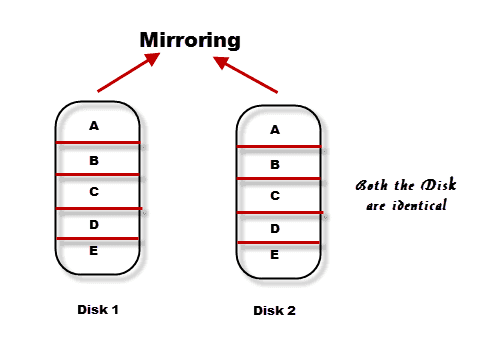 Mirroring
A
B
C
D
E
A
B
C
D
E
Both the Disk
are identical
Disk 1
Disk 2